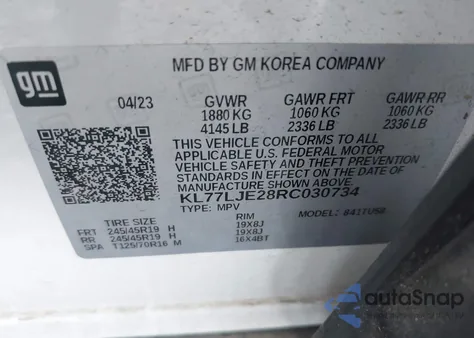 gm
MFD BY GM KOREA COMPANY
04/23 GVWR GAWR FRT GAWR RR
1880 KG 1060 KG 1060 KG
4145 LB 2336 LB 2336 LB
THIS VEHICLE CONFORMS TO ALL
APPLICABLE U.S. FEDERAL MOTOR
VEHICLE SAFETY AND THEFT PREVENTION
STANDARDS IN EFFECT ON THE DATE OF
MANUFACTURE SHOWN ABOVE.
KL77LJE28RC030734
TYPE: MPV MODEL:
TIRE SIZE RIM
FRT 245/45R19 H 19X8J
RR 245/45R19 H 19X8J
SPA T125/70R16 M 16X4BT
autoSnap